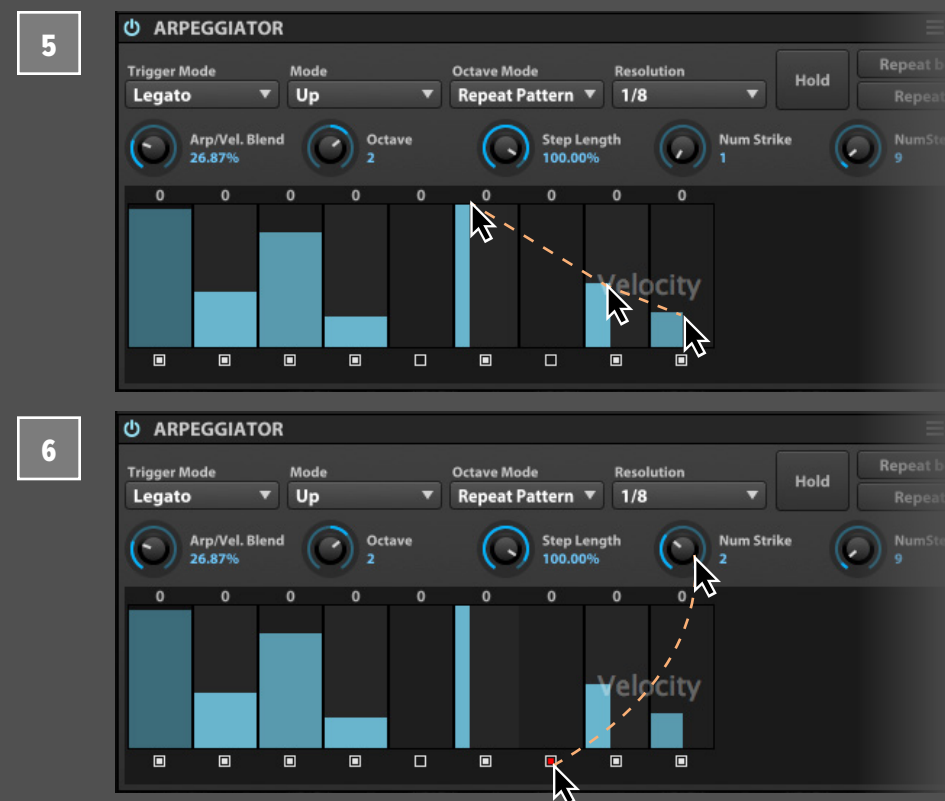 5
ARPEGGIATOR
Trigger Mode Mode Octave Mode Resolution
Legato Up Repeat Pattern 1/8 Hold Repeat
Repeat
Arp/Vel. Blend Octave Step Length Num Strike
26.87% 2 100.00% 1 9
0 0 0 0 0 0 0 0 0
Velocity
6
ARPEGGIATOR
Trigger Mode Mode Octave Mode Resolution
Legato Up Repeat Pattern 1/8 Hold Repeat
Repeat
Arp/Vel. Blend Octave Step Length Num Strike
26.87% 2 100.00% 2 9
0 0 0 0 0 0 0 0 0
Velocity